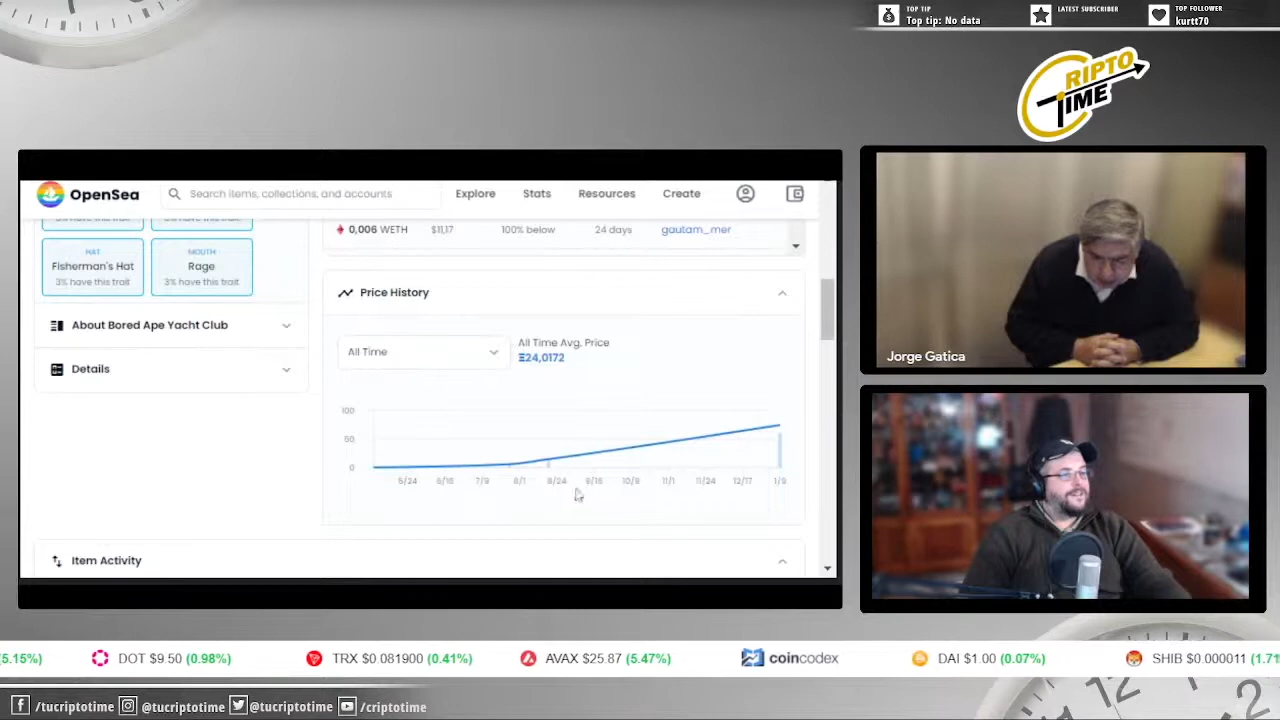 TOP TIP
Top tip: No data
LATEST SUBSCRIBER
TOP FOLLOWER
kurtt70
RIPTO
TIME
OpenSea
Search items, collections, and accounts
Explore
Stats
Resources
Create
0,006 WETH
$11,17
100% below
24 days
gautam_mer
HAT
Fisherman's Hat
3% have this trait
MOUTH
Rage
3% have this trait
About Bored Ape Yacht Club
Details
Price History
All Time
All Time Avg. Price
Ξ24,0172
100
50
0
5/24
6/16
7/9
8/1
8/24
9/16
10/9
11/1
11/24
12/17
1/9
Item Activity
Jorge Gatica
5.15%)
DOT $9.50 (0.98%)
TRX $0.081900 (0.41%)
AVAX $25.87 (5.47%)
coincodex
DAI $1.00 (0.07%)
SHIB $0.000011 (1.71
/tucriptotime
@tucriptotime
@tucriptotime
/criptotime
12
1
2